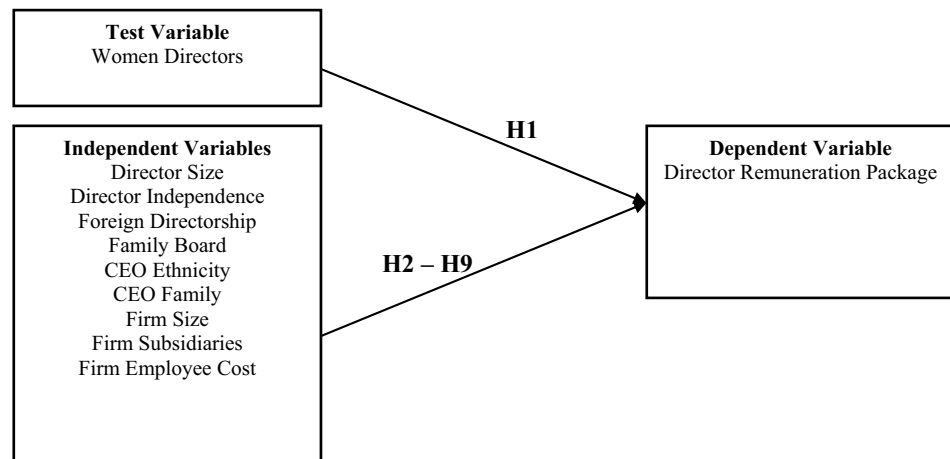 Test Variable
Women Directors
H1
Independent Variables
Director Size
Director Independence
Foreign Directorship
Family Board
CEO Ethnicity
CEO Family
Firm Size
Firm Subsidiaries
Firm Employee Cost
H2 – H9
Dependent Variable
Director Remuneration Package